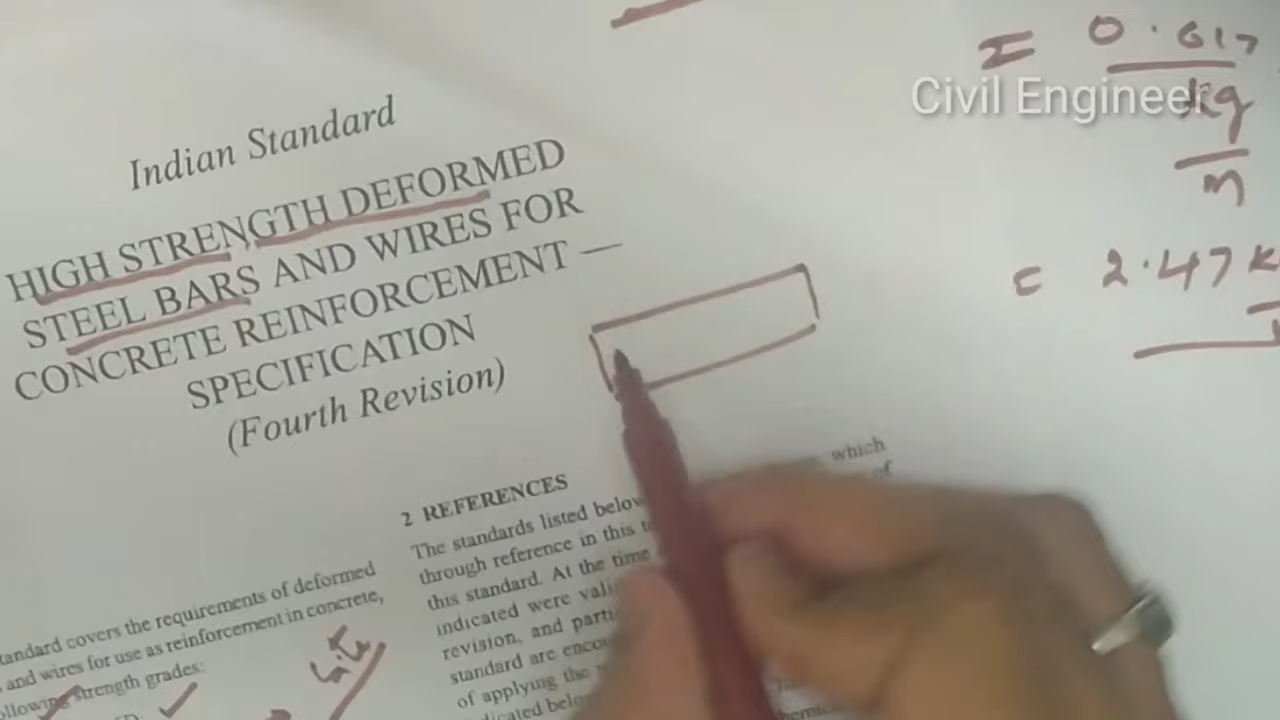 Indian Standard
HIGH STRENGTH DEFORMED
STEEL BARS AND WIRES FOR
CONCRETE REINFORCEMENT —
SPECIFICATION
(Fourth Revision)
= 0.617
kg
m
Civil Engineer
= 2.47 k
2 REFERENCES
The standards listed below which
through reference in this of
this standard. At the time
indicated were
revision, and
standard are
of applying the
standard covers the requirements of deformed
and wires for use as reinforcement in concrete,
following strength grades:
Site